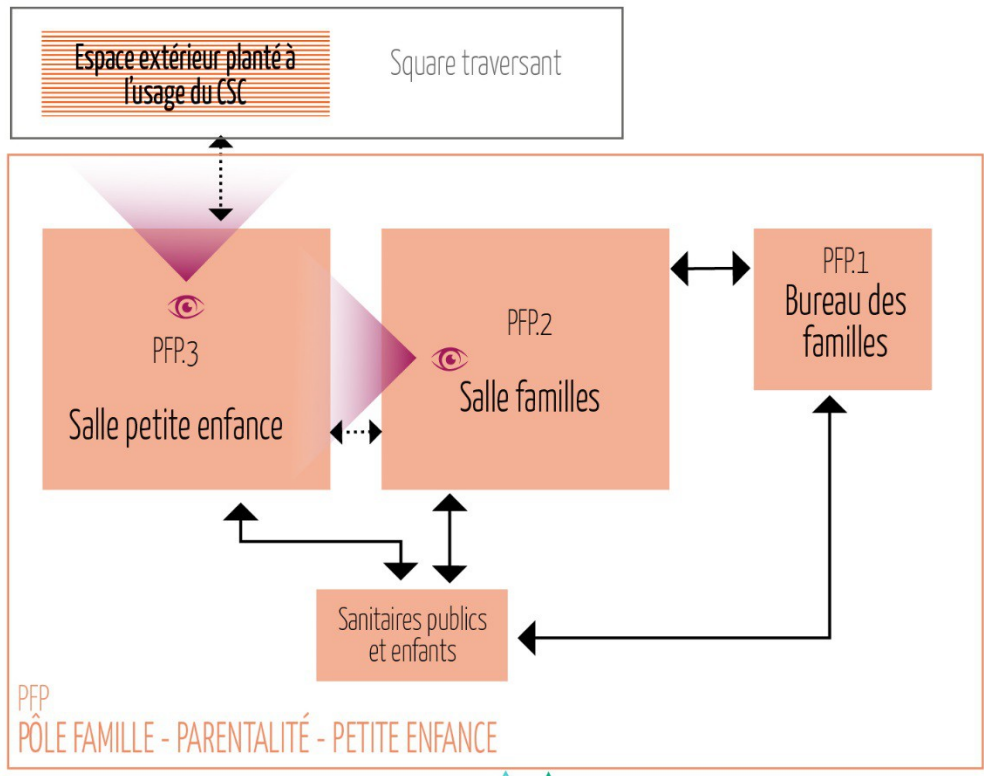 Espace extérieur planté à
l'usage du CSC
Square traversant
PFP.3
Salle petite enfance
PFP.2
Salle familles
PFP.1
Bureau des
familles
Sanitaires publics
et enfants
PFP
PÔLE FAMILLE - PARENTALITÉ - PETITE ENFANCE